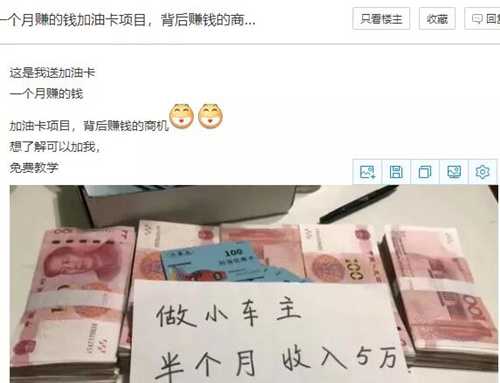 一个月赚的钱加油卡项目，背后赚钱的商机...
只看楼主
收藏
回复
这是我送加油卡
一个月赚的钱
加油卡项目，背后赚钱的商机
想了解可以加我，
免费教学
100
100
做小车主
半个月收入5万